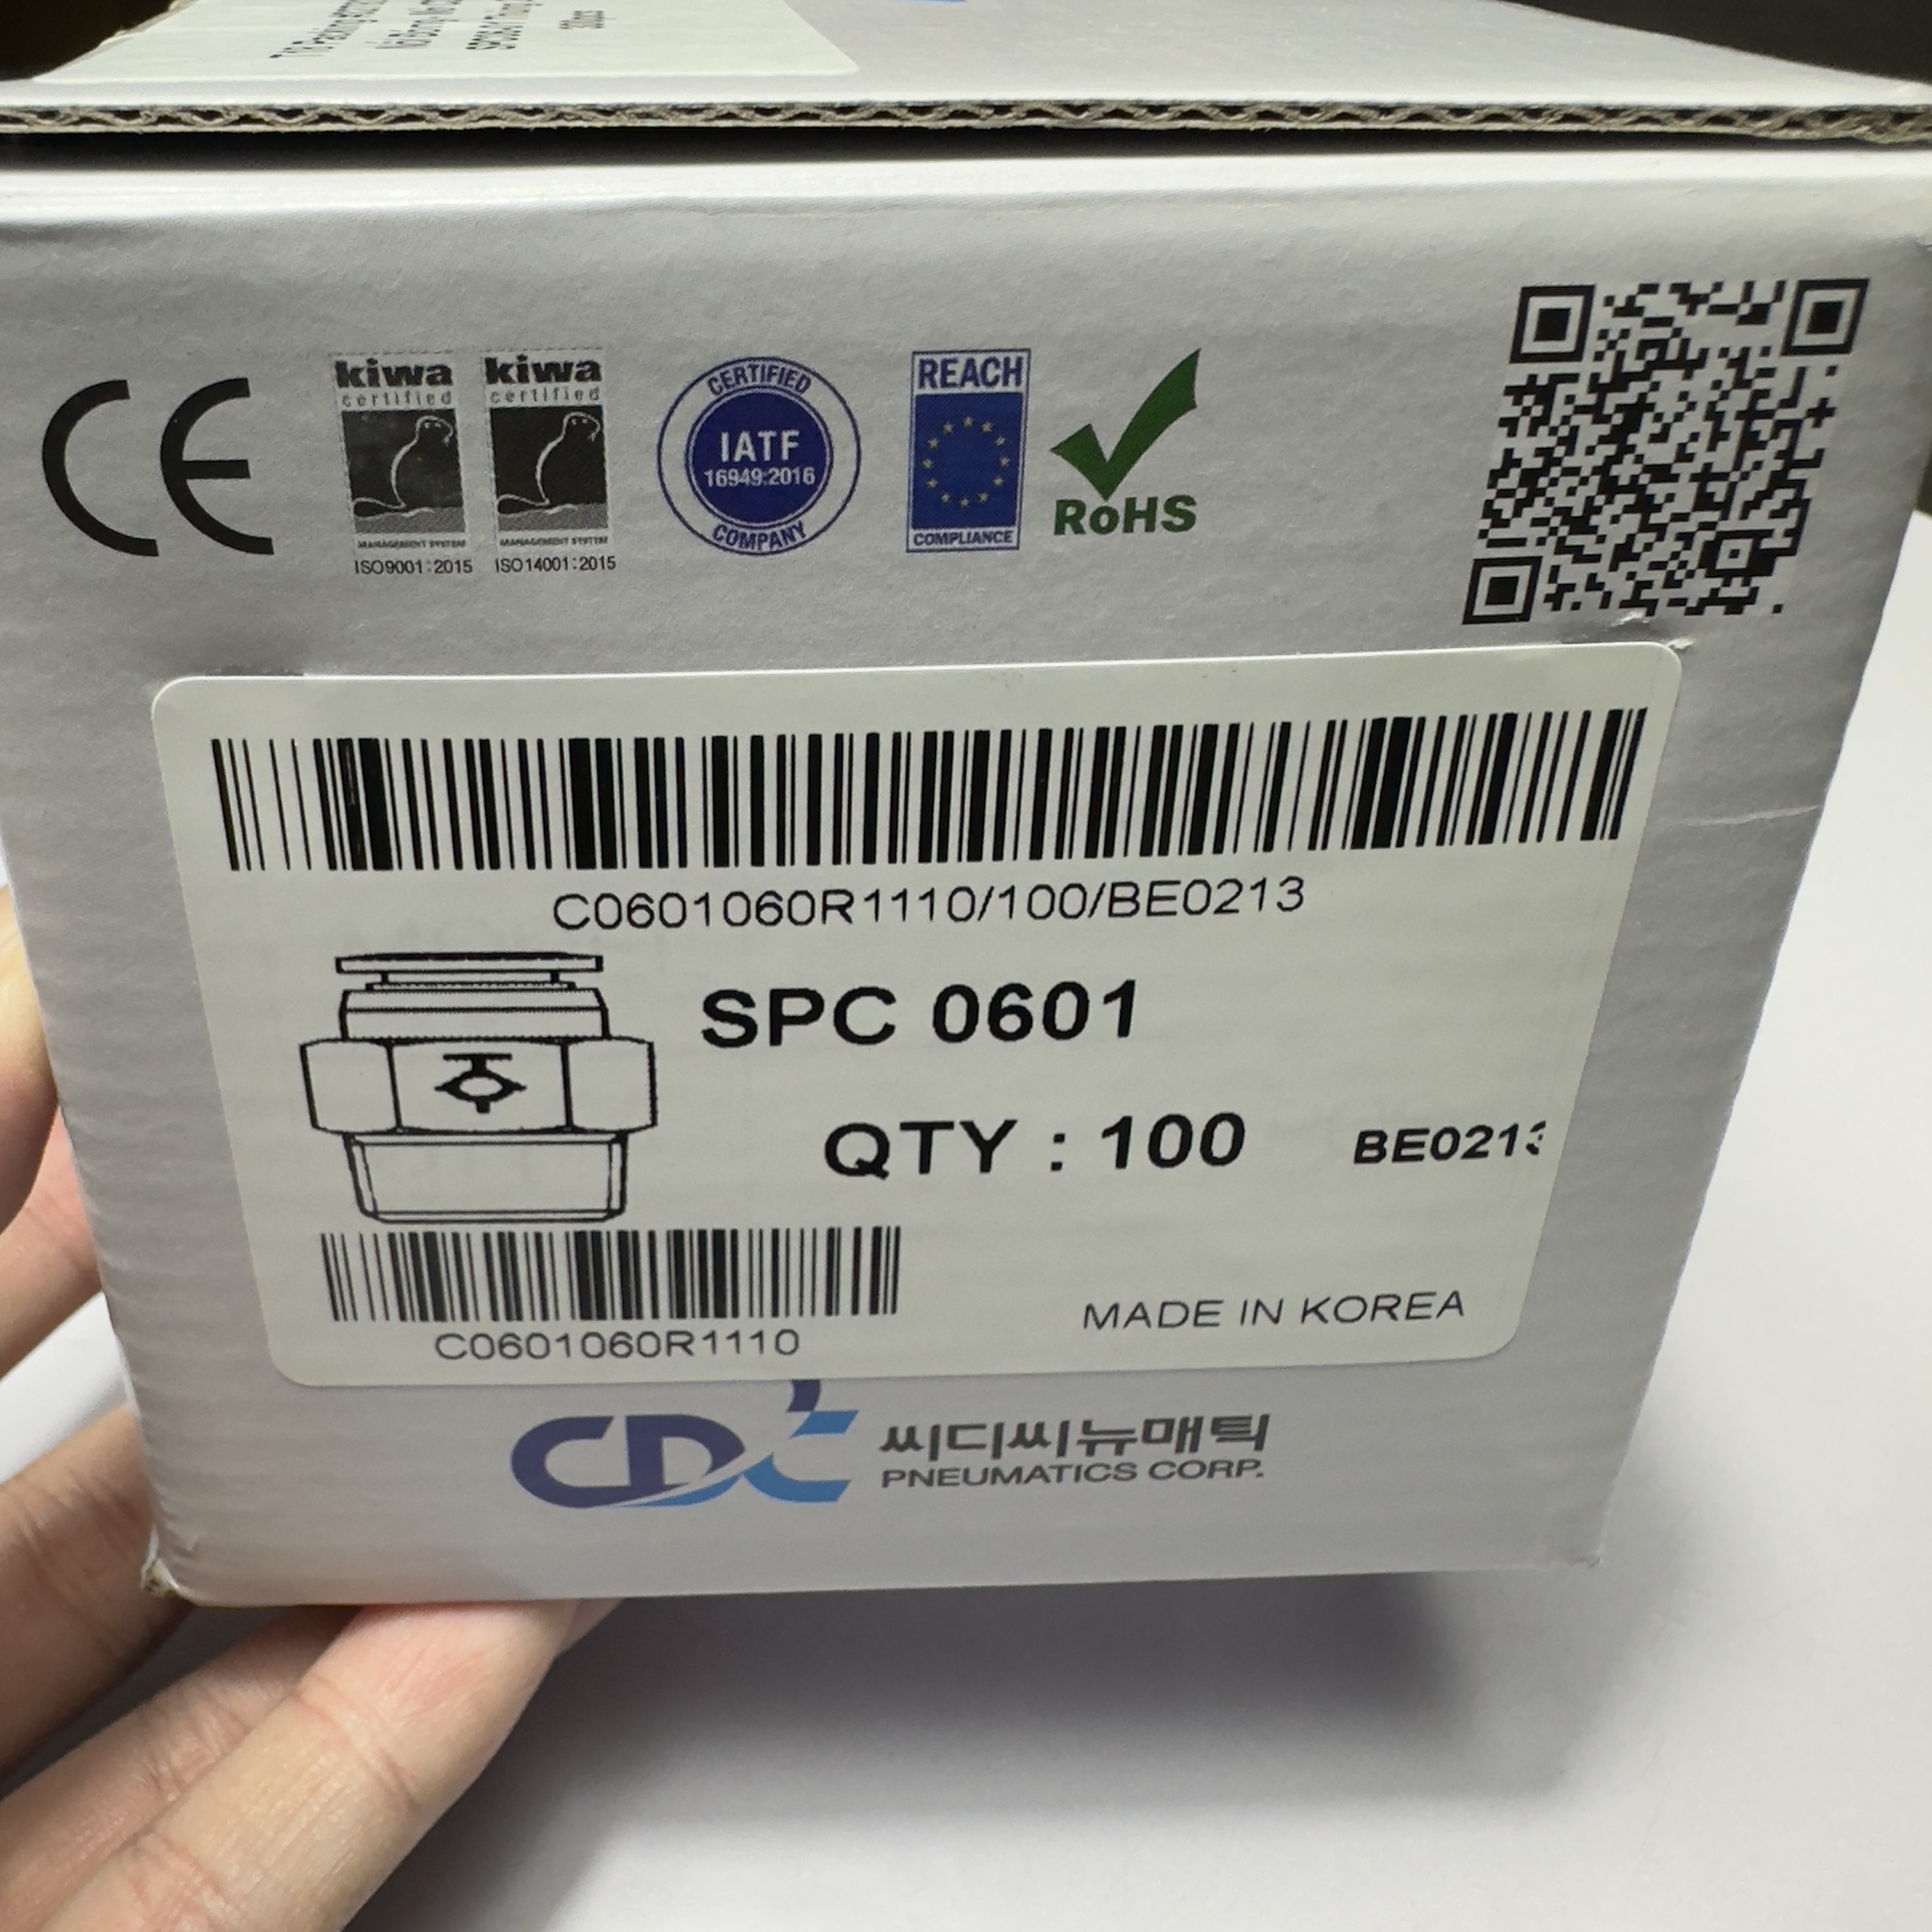 CE
kiwa kiwa
certified certified
MANAGEMENT SYSTEM MANAGEMENT SYSTEM
ISO9001:2015 ISO14001:2015
CERTIFIED
IATF
16949:2016
COMPANY
REACH
COMPLIANCE
RoHS
C0601060R1110/100/BE0213
SPC 0601
QTY : 100 BE0213
C0601060R1110
MADE IN KOREA
CDC 씨디씨뉴매틱
PNEUMATICS CORP.